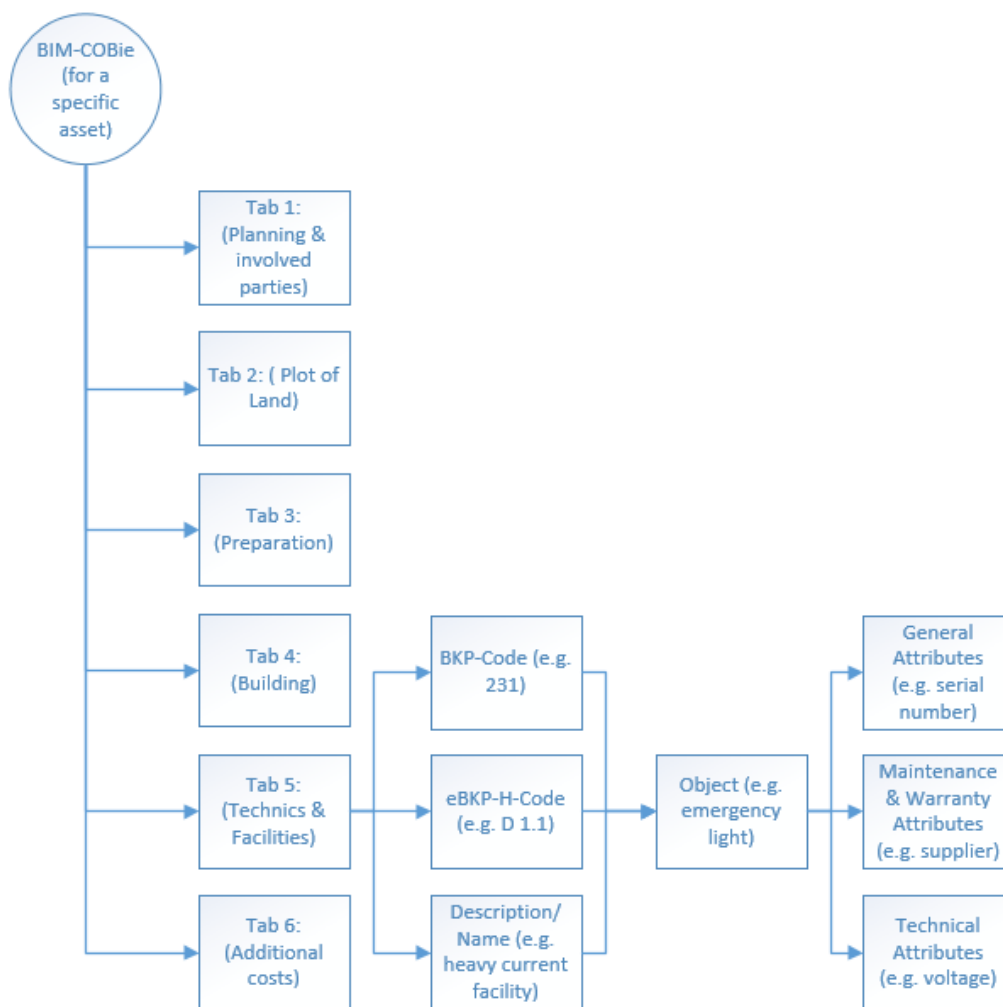 BIM-COBie
(for a
specific
asset)
Tab 1:
(Planning &
involved
parties)
Tab 2: ( Plot of
Land)
Tab 3:
(Preparation)
Tab 4:
(Building)
Tab 5:
(Technics &
Facilities)
Tab 6:
(Additional
costs)
BKP-Code (e.g.
231)
eBKP-H-Code
(e.g. D 1.1)
Description/
Name (e.g.
heavy current
facility)
Object (e.g.
emergency
light)
General
Attributes
(e.g. serial
number)
Maintenance
& Warranty
Attributes
(e.g. supplier)
Technical
Attributes
(e.g. voltage)